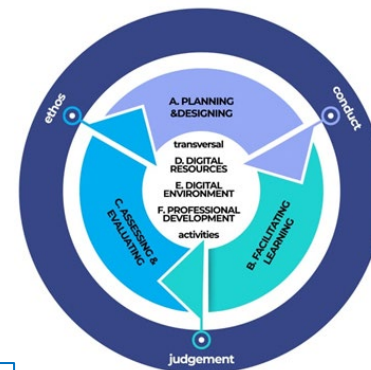 ethos
conduct
A. PLANNING
&DESIGNING
transversal
D. DIGITAL
RESOURCES
E. DIGITAL
ENVIRONMENT
F. PROFESSIONAL
DEVELOPMENT
activities
C. ASSESSING &
EVALUATING
B. FACILITATING
LEARNING
judgement